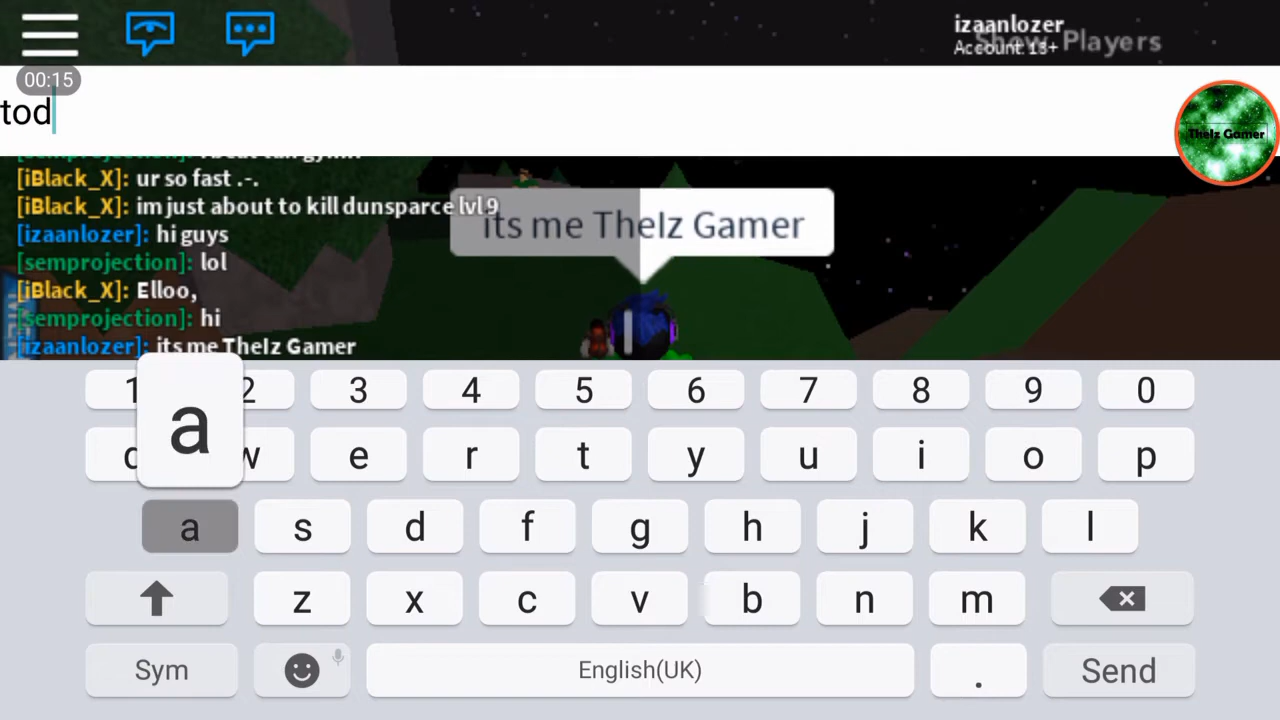 izaanlozer
Account: 13+
Show Players
00:15
tod
TheIz Gamer
[iBlack_X]: ur so fast .-.
[iBlack_X]: im just about to kill dunsparce lvl 9
[izaanlozer]: hi guys
[semprojection]: lol
[iBlack_X]: Elloo,
[semprojection]: hi
[izaanlozer]: its me TheIz Gamer
its me TheIz Gamer
1 2 3 4 5 6 7 8 9 0
a
q w e r t y u i o p
a s d f g h j k l
z x c v b n m
Sym English(UK) . Send